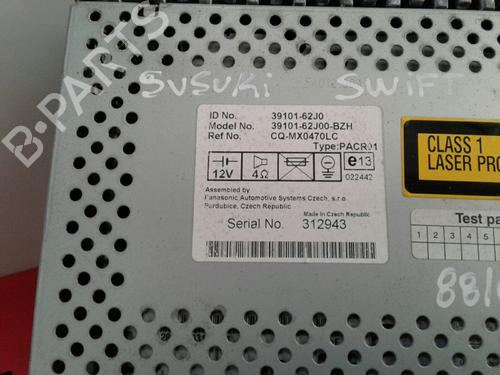 B-PARTS
SUSUKI SWIFT
ID No. 39101-62J0
Model No. 39101-62J00-BZH
Ref No. CQ-MX0470LC
Type:PACR01
12V 4Ω e13
022442
Assembled by
Panasonic Automotive Systems Czech, s.r.o.
Pardubice, Czech Republic
Made in Czech Republic
Serial No. 312943
CLASS 1
LASER PRO
Test pa
1 2 3 4 5 6
88/